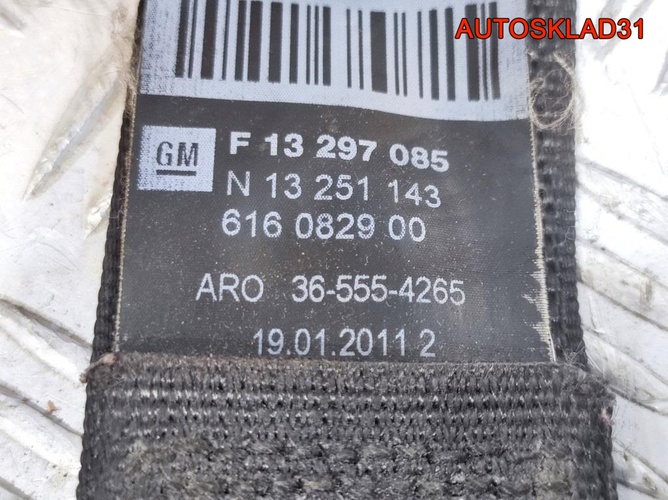 AUTOSKLAD31
GM F 13 297 085
N 13 251 143
616 0829 00
ARO 36-555-4265
19.01.2011 2